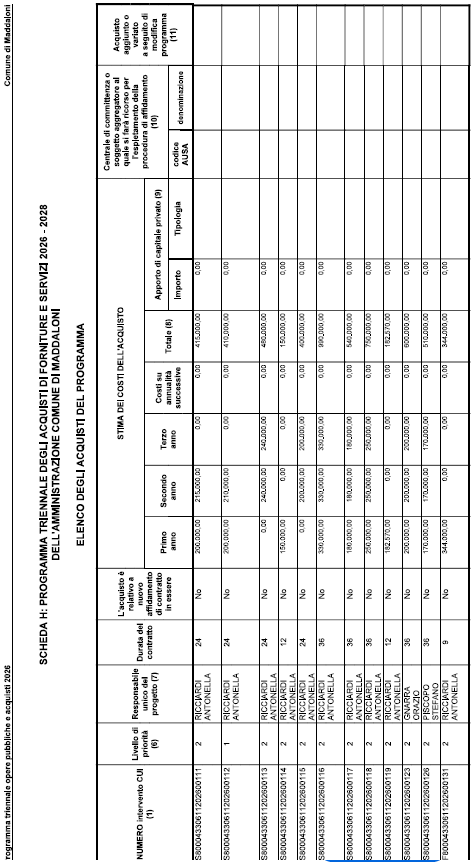 rogramma triennale opere pubbliche e acquisti 2026
Comune di Maddaloni
SCHEDA H: PROGRAMMA TRIENNALE DEGLI ACQUISTI DI FORNITURE E SERVIZI 2026 - 2028
DELL'AMMINISTRAZIONE COMUNE DI MADDALONI
ELENCO DEGLI ACQUISTI DEL PROGRAMMA
NUMERO intervento CUI (1)
Livello di priorità (6)
Responsabile unico del progetto (7)
Durata del contratto
L'acquisto è relativo a nuovo affidamento di contratto in essere
STIMA DEI COSTI DELL'ACQUISTO
Primo anno
Secondo anno
Terzo anno
Costi su annualità successive
Totale (8)
Apporto di capitale privato (9)
Importo
Tipologia
Centrale di committenza o soggetto aggregatore al quale si farà ricorso per l'espletamento della procedura di affidamento (10)
codice AUSA
denominazione
Acquisto aggiunto o variato a seguito di modifica programma (11)
S80004330611202600111 2 RICCIARDI ANTONELLA 24 No 200.000,00 215.000,00 0,00 0,00 415.000,00 0,00
S80004330611202600112 1 RICCIARDI ANTONELLA 24 No 200.000,00 210.000,00 0,00 0,00 410.000,00 0,00
S80004330611202600113 2 RICCIARDI ANTONELLA 24 No 0,00 240.000,00 240.000,00 0,00 480.000,00 0,00
S80004330611202600114 2 RICCIARDI ANTONELLA 12 No 150.000,00 0,00 0,00 0,00 150.000,00 0,00
S80004330611202600115 2 RICCIARDI ANTONELLA 24 No 0,00 200.000,00 200.000,00 0,00 400.000,00 0,00
S80004330611202600116 2 RICCIARDI ANTONELLA 36 No 330.000,00 330.000,00 330.000,00 0,00 990.000,00 0,00
S80004330611202600117 2 RICCIARDI ANTONELLA 36 No 180.000,00 180.000,00 180.000,00 0,00 540.000,00 0,00
S80004330611202600118 2 RICCIARDI ANTONELLA 36 No 250.000,00 250.000,00 250.000,00 0,00 750.000,00 0,00
S80004330611202600119 2 RICCIARDI ANTONELLA 12 No 182.570,00 0,00 0,00 0,00 182.570,00 0,00
S80004330611202600123 2 GNARRA ORAZIO 36 No 200.000,00 200.000,00 200.000,00 0,00 600.000,00 0,00
S80004330611202600126 2 PISCOPO STEFANO 36 No 170.000,00 170.000,00 170.000,00 0,00 510.000,00 0,00
F80004330611202600131 2 RICCIARDI ANTONELLA 9 No 344.000,00 0,00 0,00 0,00 344.000,00 0,00